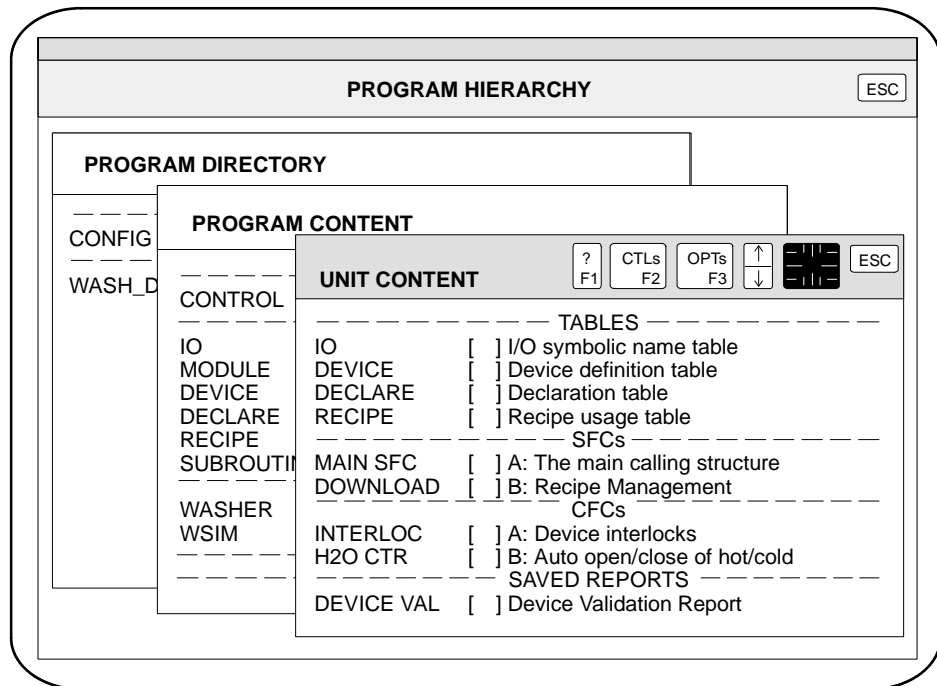 PROGRAM HIERARCHY
ESC
PROGRAM DIRECTORY
CONFIG
WASH_D
PROGRAM CONTENT
CONTROL
IO
MODULE
DEVICE
DECLARE
RECIPE
SUBROUTIN
WASHER
WSIM
UNIT CONTENT
? F1
CTLs F2
OPTs F3
↑
↓
ESC
TABLES
IO [ ] I/O symbolic name table
DEVICE [ ] Device definition table
DECLARE [ ] Declaration table
RECIPE [ ] Recipe usage table
SFCs
MAIN SFC [ ] A: The main calling structure
DOWNLOAD [ ] B: Recipe Management
CFCs
INTERLOC [ ] A: Device interlocks
H2O CTR [ ] B: Auto open/close of hot/cold
SAVED REPORTS
DEVICE VAL [ ] Device Validation Report